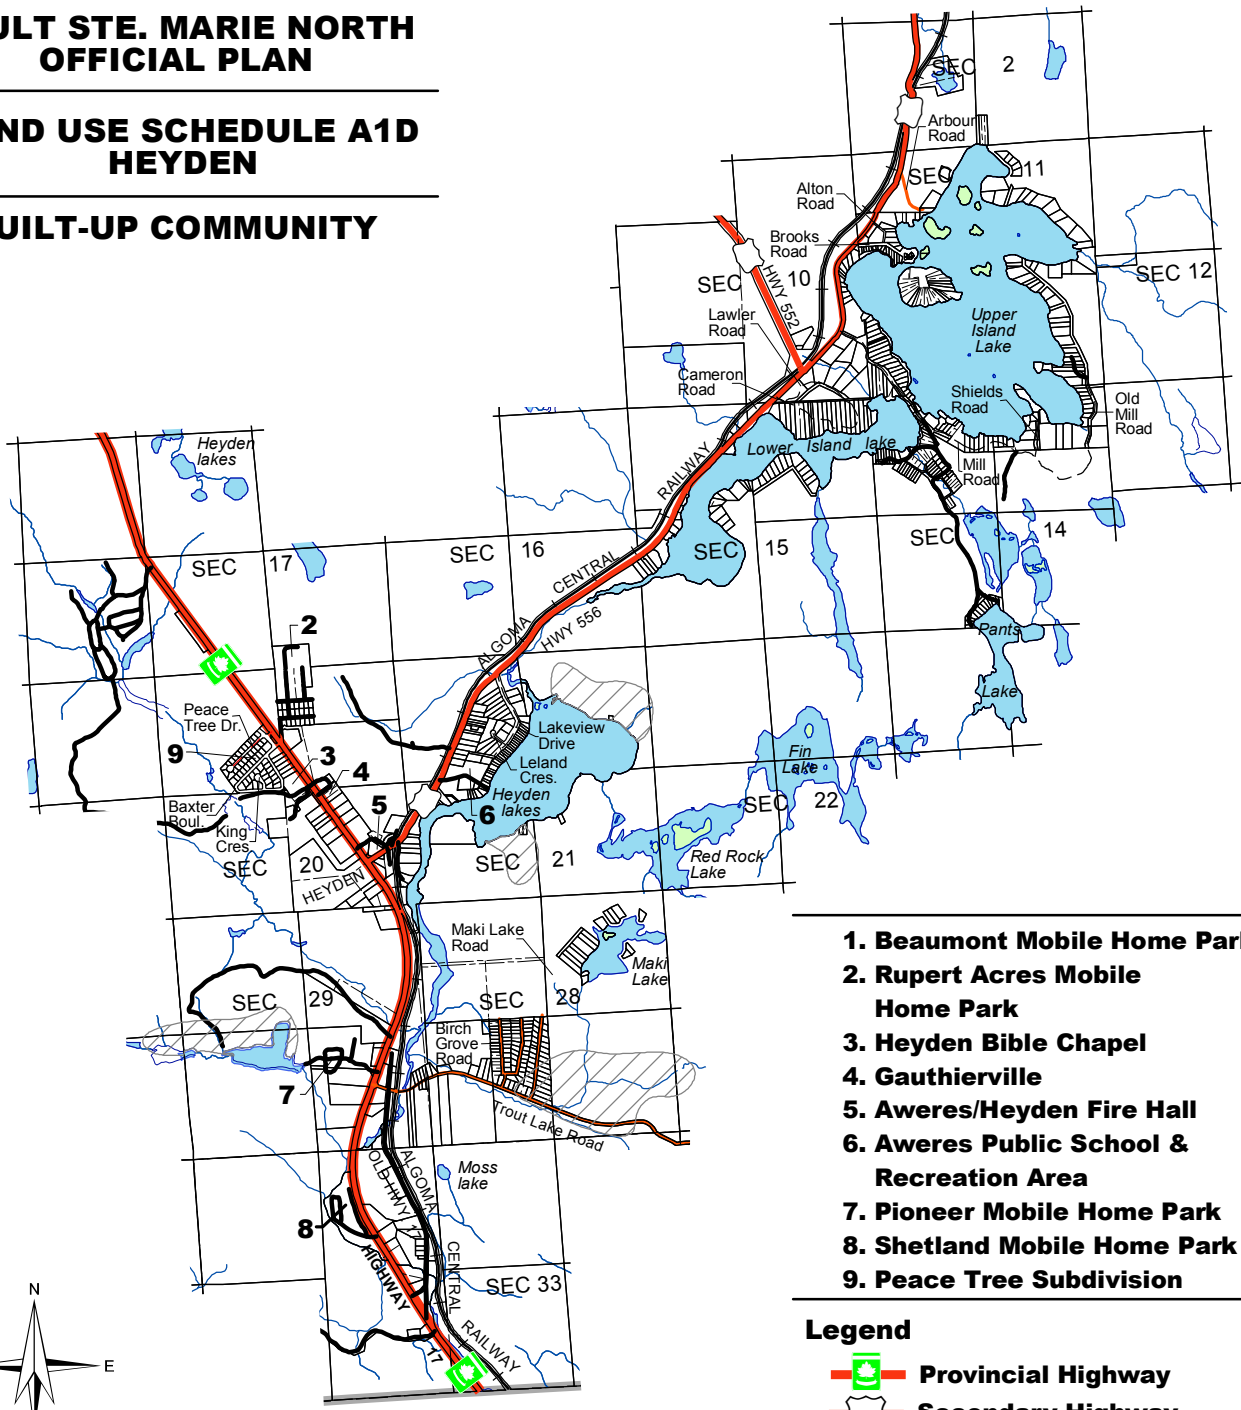 ULT STE. MARIE NORTH
OFFICIAL PLAN
ND USE SCHEDULE A1D
HEYDEN
UILT-UP COMMUNITY
SEC 2
Arbour
Road
SEC 11
Alton
Road
Brooks
Road
SEC 12
SEC 10
HWY 552
Lawler
Road
Upper
Island
Lake
Cameron
Road
Shields
Road
Old
Mill
Road
Heyden
lakes
Lower Island lake
Mill
Road
RAILWAY
SEC 14
SEC 15
SEC 16
SEC 17
CENTRAL
HWY 556
ALGOMA
2
Pants
Lake
Peace
Tree Dr.
9
3
4
Lakeview
Drive
Leland
Cres.
Heyden
lakes
Fin
Lake
5
6
SEC 22
Baxter
Boul.
King
Cres.
SEC 20
HEYDEN
SEC 21
Red Rock
Lake
Maki Lake
Road
Maki
Lake
SEC 29
SEC 28
Birch
Grove
Road
7
Trout Lake Road
OLD HWY 17
ALGOMA
Moss
lake
8
HIGHWAY
CENTRAL
SEC 33
RAILWAY
17
N
E
1. Beaumont Mobile Home Park
2. Rupert Acres Mobile
Home Park
3. Heyden Bible Chapel
4. Gauthierville
5. Aweres/Heyden Fire Hall
6. Aweres Public School &
Recreation Area
7. Pioneer Mobile Home Park
8. Shetland Mobile Home Park
9. Peace Tree Subdivision
Legend
Provincial Highway
Secondary Highway